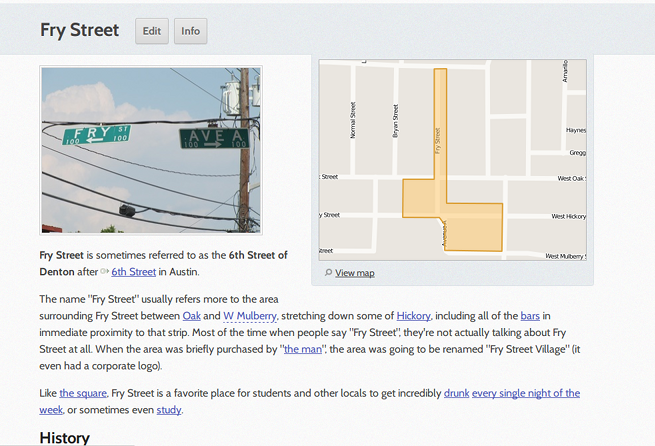 Fry Street
Edit
Info
FRY ST
100 100
AVE A
100 100
Normal Street
Bryan Street
Fry Street
Amarillo
Haynes
Gregg
Street
West Oak S
y Street
West Hickory
Avenue A
treet
West Mulberry S
View map
Fry Street is sometimes referred to as the 6th Street of
Denton after 6th Street in Austin.
The name "Fry Street" usually refers more to the area
surrounding Fry Street between Oak and W Mulberry, stretching down some of Hickory, including all of the bars in
immediate proximity to that strip. Most of the time when people say "Fry Street", they're not actually talking about Fry
Street at all. When the area was briefly purchased by "the man", the area was going to be renamed "Fry Street Village" (it
even had a corporate logo).
Like the square, Fry Street is a favorite place for students and other locals to get incredibly drunk every single night of the
week, or sometimes even study.
History